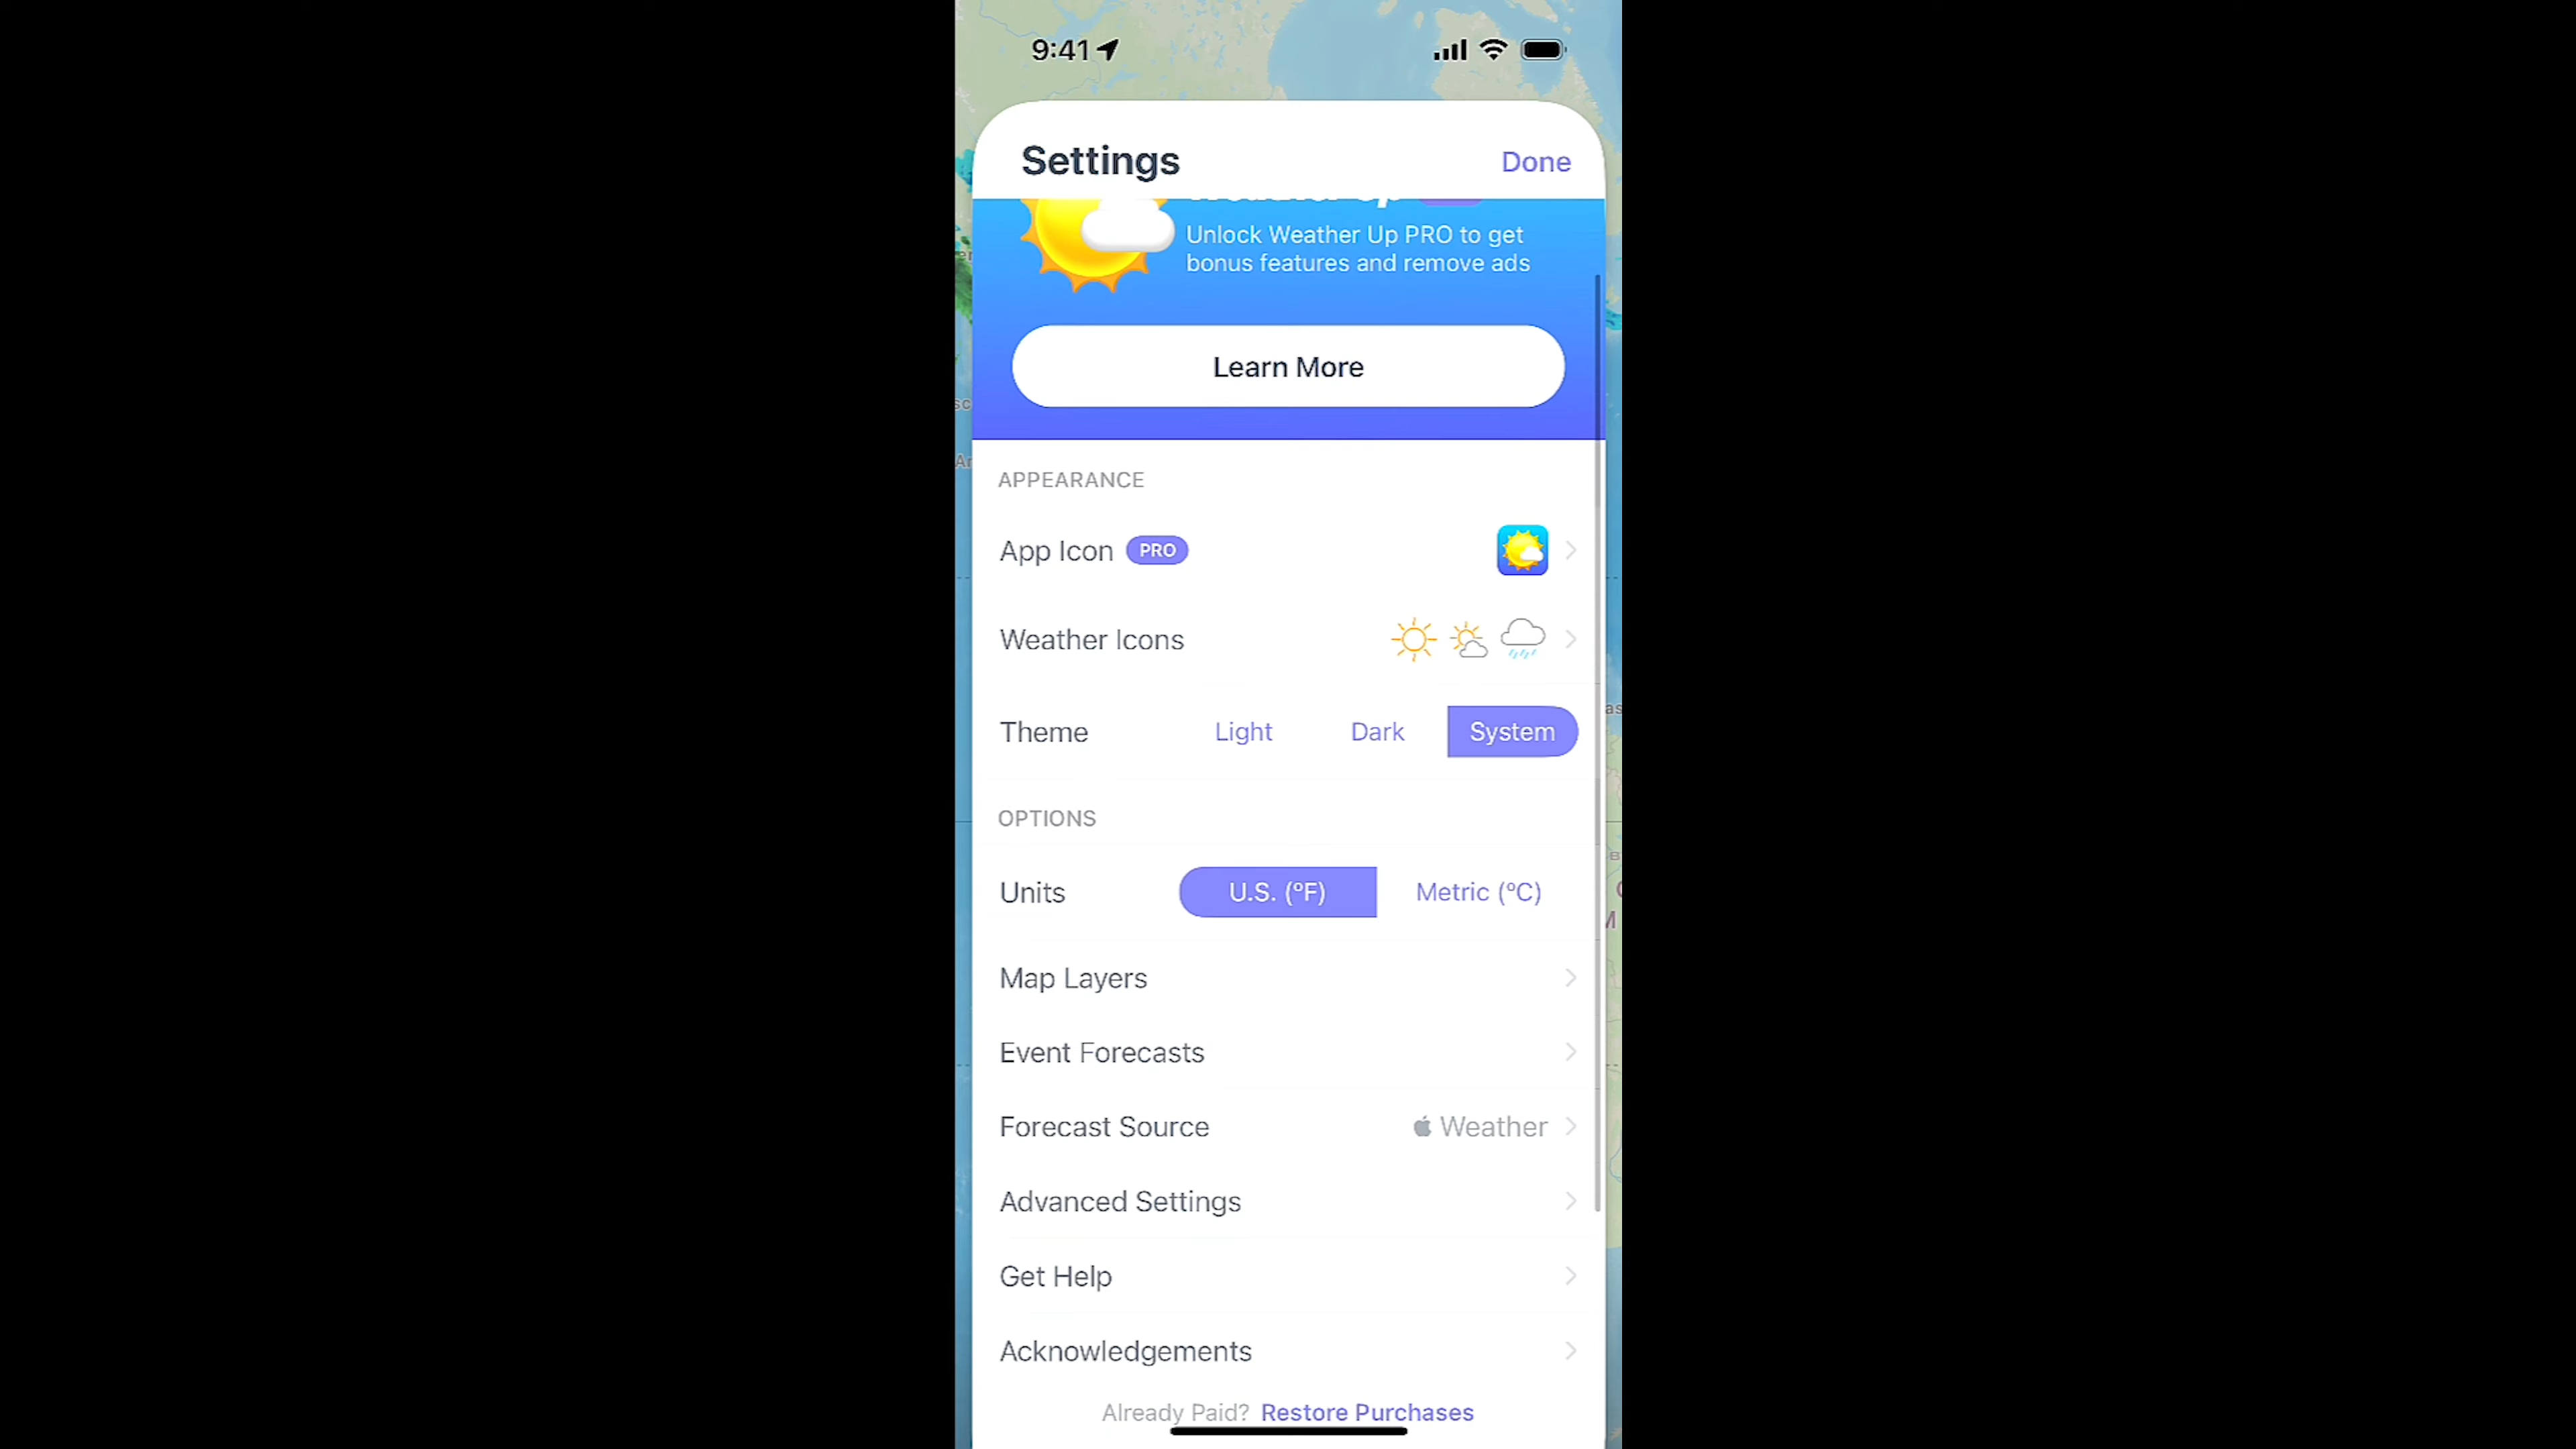 9:41
Settings
Done
Unlock Weather Up PRO to get
bonus features and remove ads
Learn More
APPEARANCE
App Icon PRO
Weather Icons
Theme Light Dark System
OPTIONS
Units U.S. (°F) Metric (°C)
Map Layers
Event Forecasts
Forecast Source Weather
Advanced Settings
Get Help
Acknowledgements
Already Paid? Restore Purchases